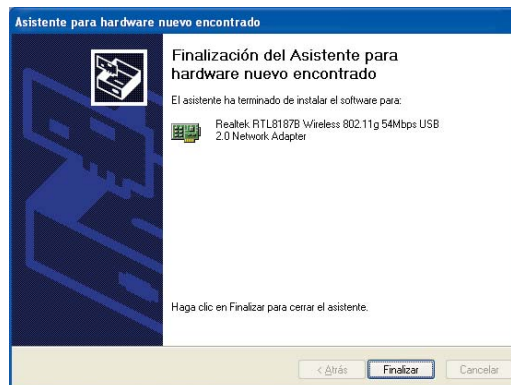 Asistente para hardware nuevo encontrado
Finalización del Asistente para
hardware nuevo encontrado
El asistente ha terminado de instalar el software para:
Realtek RTL8187B Wireless 802.11g 54Mbps USB
2.0 Network Adapter
Haga clic en Finalizar para cerrar el asistente.
< Atrás Finalizar Cancelar